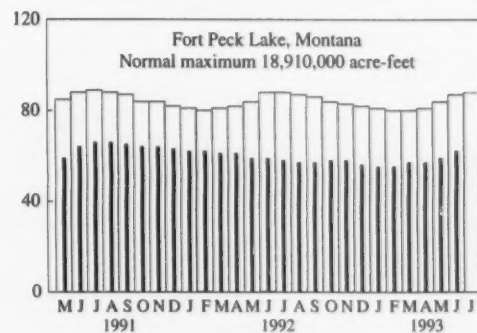 Fort Peck Lake, Montana
Normal maximum 18,910,000 acre-feet
120
80
40
0
M J J A S O N D J F M A M J J A S O N D J F M A M J J
1991 1992 1993